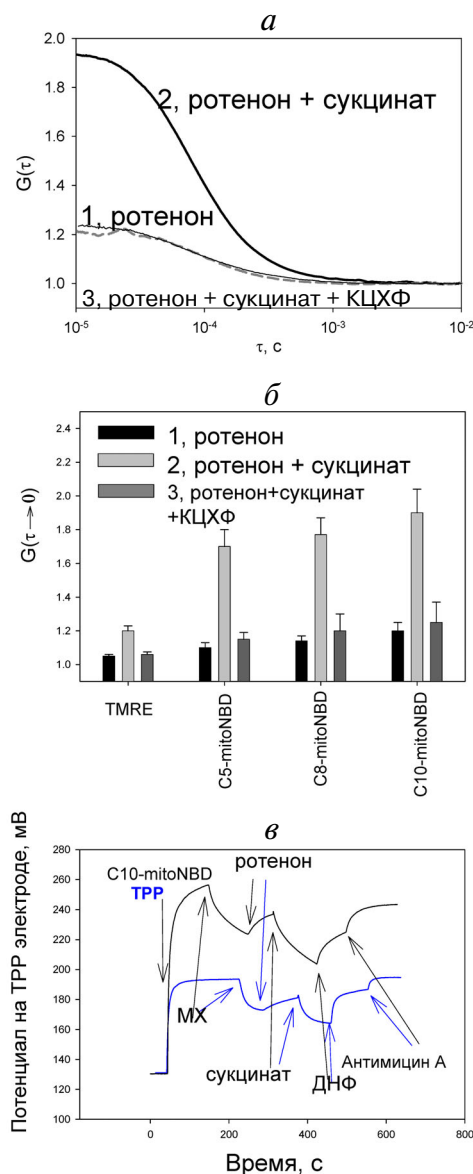 а
2.0
1.8
1.6
1.4
1.2
1.0
G(τ)
2, ротенон + сукцинат
1, ротенон
3, ротенон + сукцинат + КЦХФ
10-5 10-4 10-3 10-2
τ, с
б
2.4
2.2
2.0
1.8
1.6
1.4
1.2
1.0
G(τ→0)
1, ротенон
2, ротенон + сукцинат
3, ротенон+сукцинат
+КЦХФ
TMRE
C5-mitoNBD
C8-mitoNBD
C10-mitoNBD
в
280
260
240
220
200
180
160
140
120
100
Потенциал на TPP электроде, мВ
C10-mitoNBD
TPP
ротенон
МХ
сукцинат
ДНФ
Антимицин А
0 200 400 600 800
Время, с